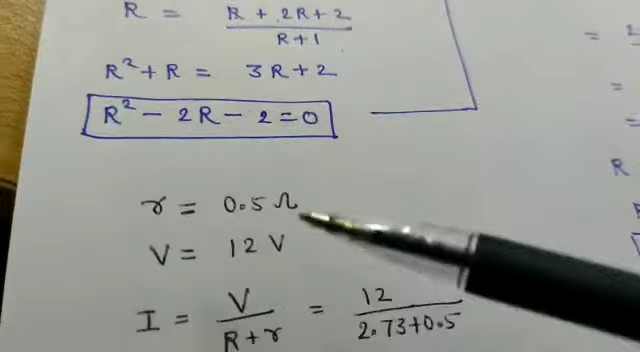 R = (R + 2R + 2)/(R + 1)
R² + R = 3R + 2
R² - 2R - 2 = 0
r = 0.5 Ω
V = 12 V
I = V/(R + r) = 12/(2.73 + 0.5)
=
=
=
R